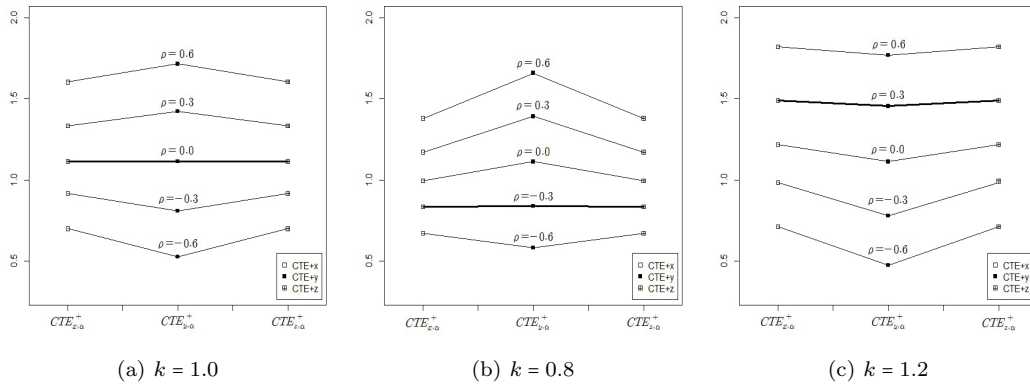 2.0
1.5
1.0
0.5
ρ=0.6
ρ=0.3
ρ=0.0
ρ=−0.3
ρ=−0.6
□ CTE+x
■ CTE+y
⊞ CTE+z
CTE⁺ₓ.α CTE⁺ᵧ.α CTE⁺z.α
(a) k = 1.0
2.0
1.5
1.0
0.5
ρ=0.6
ρ=0.3
ρ=0.0
ρ=−0.3
ρ=−0.6
□ CTE+x
■ CTE+y
⊞ CTE+z
CTE⁺ₓ.α CTE⁺ᵧ.α CTE⁺z.α
(b) k = 0.8
2.0
1.5
1.0
0.5
ρ=0.6
ρ=0.3
ρ=0.0
ρ=−0.3
ρ=−0.6
□ CTE+x
■ CTE+y
⊞ CTE+z
CTE⁺ₓ.α CTE⁺ᵧ.α CTE⁺z.α
(c) k = 1.2